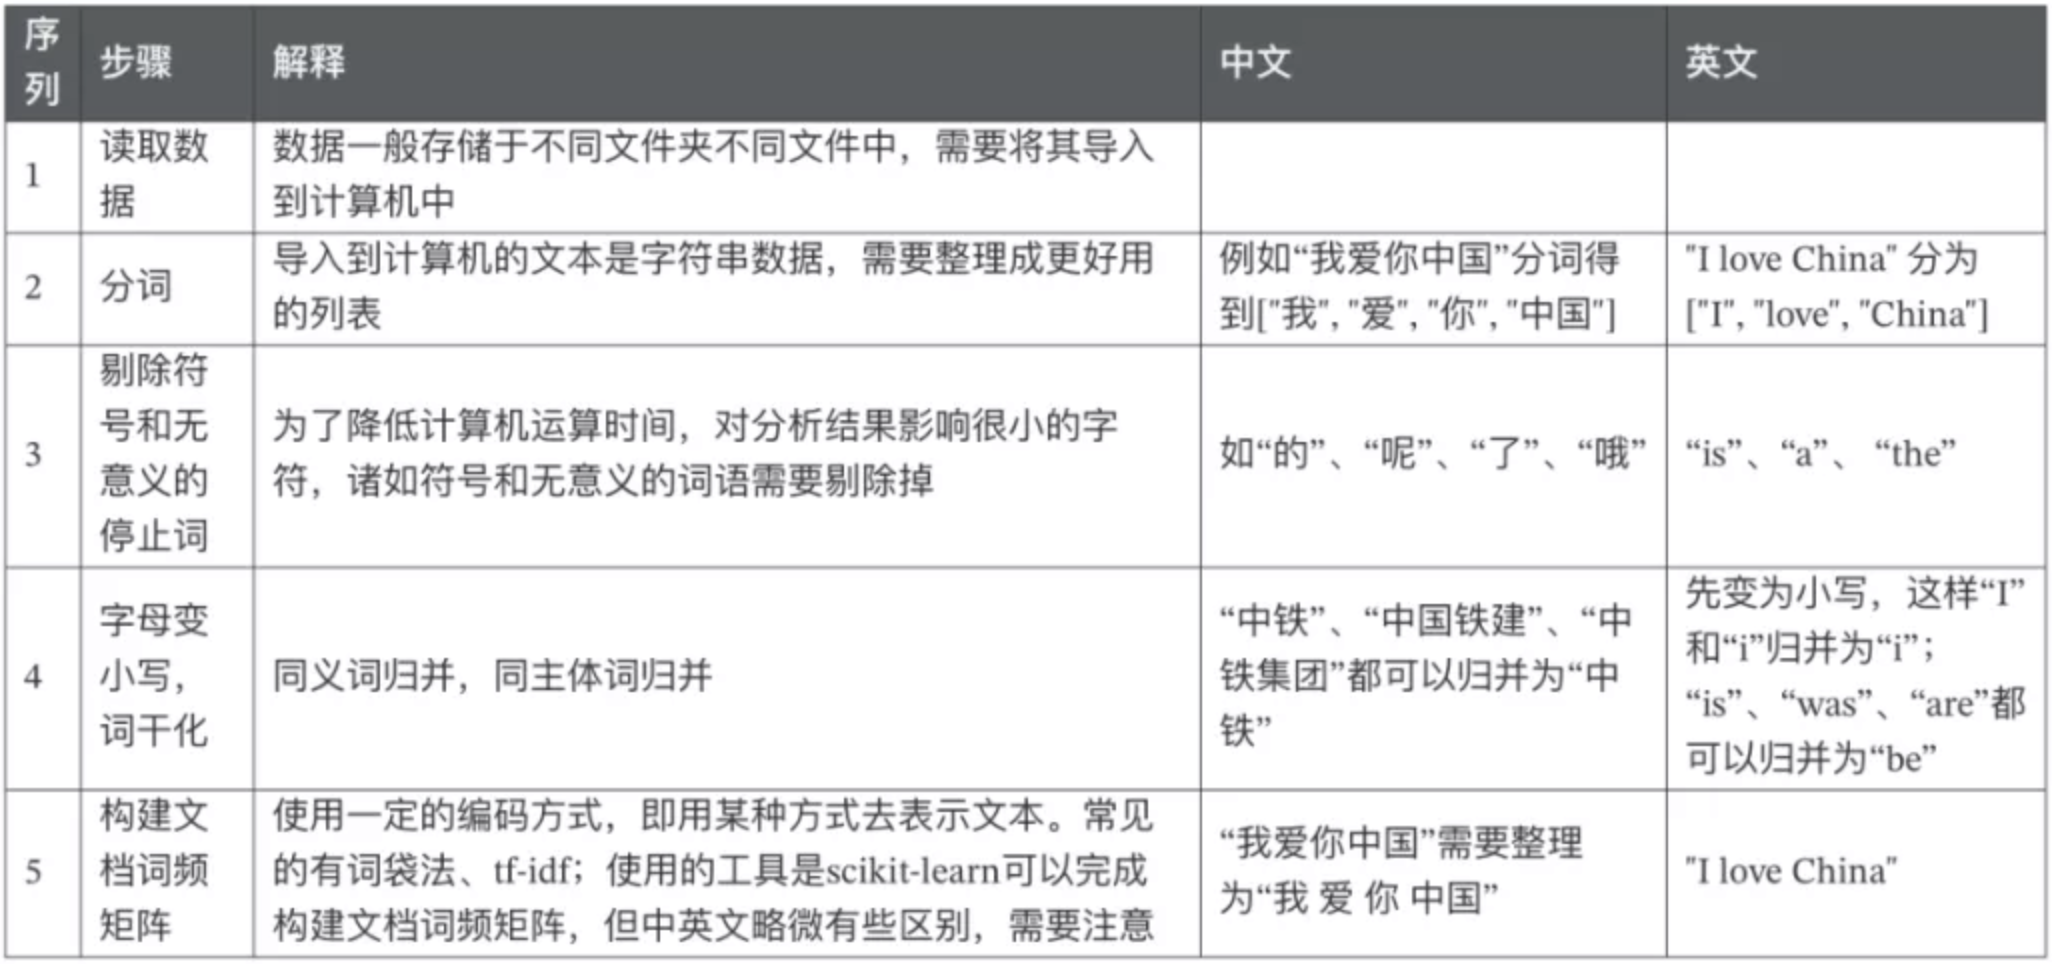 序列
步骤
解释
中文
英文
1
读取数
据
数据一般存储于不同文件夹不同文件中，需要将其导入
到计算机中
2
分词
导入到计算机的文本是字符串数据，需要整理成更好用
的列表
例如“我爱你中国”分词得
到["我", "爱", "你", "中国"]
"I love China" 分为
["I", "love", "China"]
3
剔除符
号和无
意义的
停止词
为了降低计算机运算时间，对分析结果影响很小的字
符，诸如符号和无意义的词语需要剔除掉
如“的”、“呢”、“了”、“哦”
“is”、“a”、 “the”
4
字母变
小写，
词干化
同义词归并，同主体词归并
“中铁”、“中国铁建”、“中
铁集团”都可以归并为“中
铁”
先变为小写，这样“I”
和“i”归并为“i”；
“is”、“was”、“are”都
可以归并为“be”
5
构建文
档词频
矩阵
使用一定的编码方式，即用某种方式去表示文本。常见
的有词袋法、tf-idf；使用的工具是scikit-learn可以完成
构建文档词频矩阵，但中英文略微有些区别，需要注意
“我爱你中国”需要整理
为“我 爱 你 中国”
"I love China"